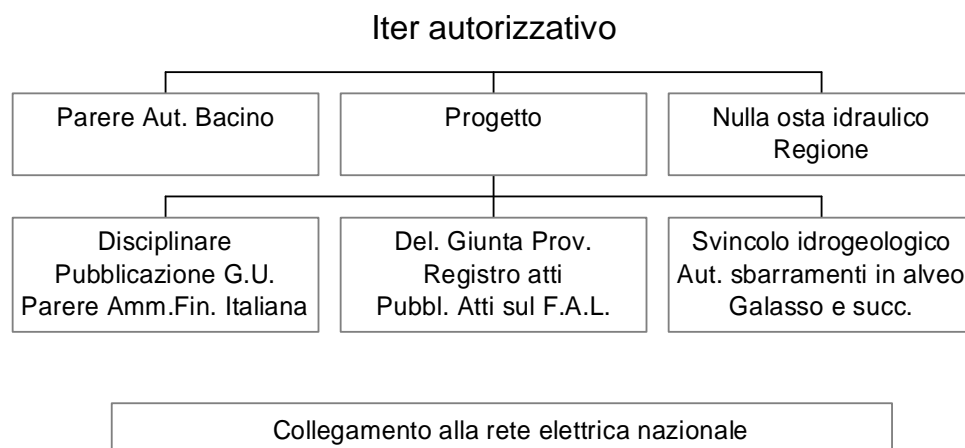 Iter autorizzativo
Parere Aut. Bacino
Progetto
Nulla osta idraulico
Regione
Disciplinare
Pubblicazione G.U.
Parere Amm.Fin. Italiana
Del. Giunta Prov.
Registro atti
Pubbl. Atti sul F.A.L.
Svincolo idrogeologico
Aut. sbarramenti in alveo
Galasso e succ.
Collegamento alla rete elettrica nazionale